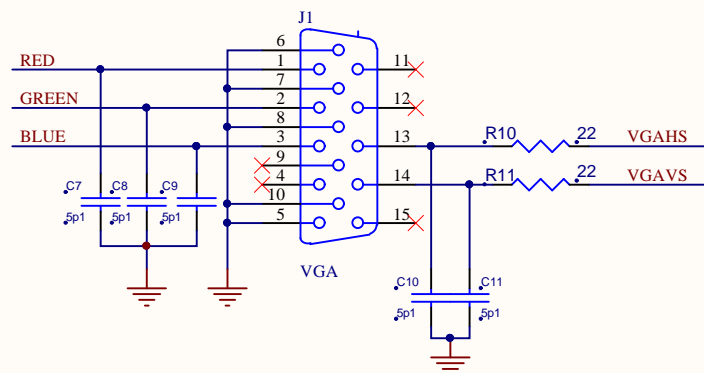 J1
6
RED
1
11
7
GREEN
2
12
8
BLUE
3
13
R10
22
VGAHS
9
4
14
R11
22
VGAVS
C7
C8
C9
10
5p1
5p1
5p1
5
15
VGA
C10
C11
5p1
5p1